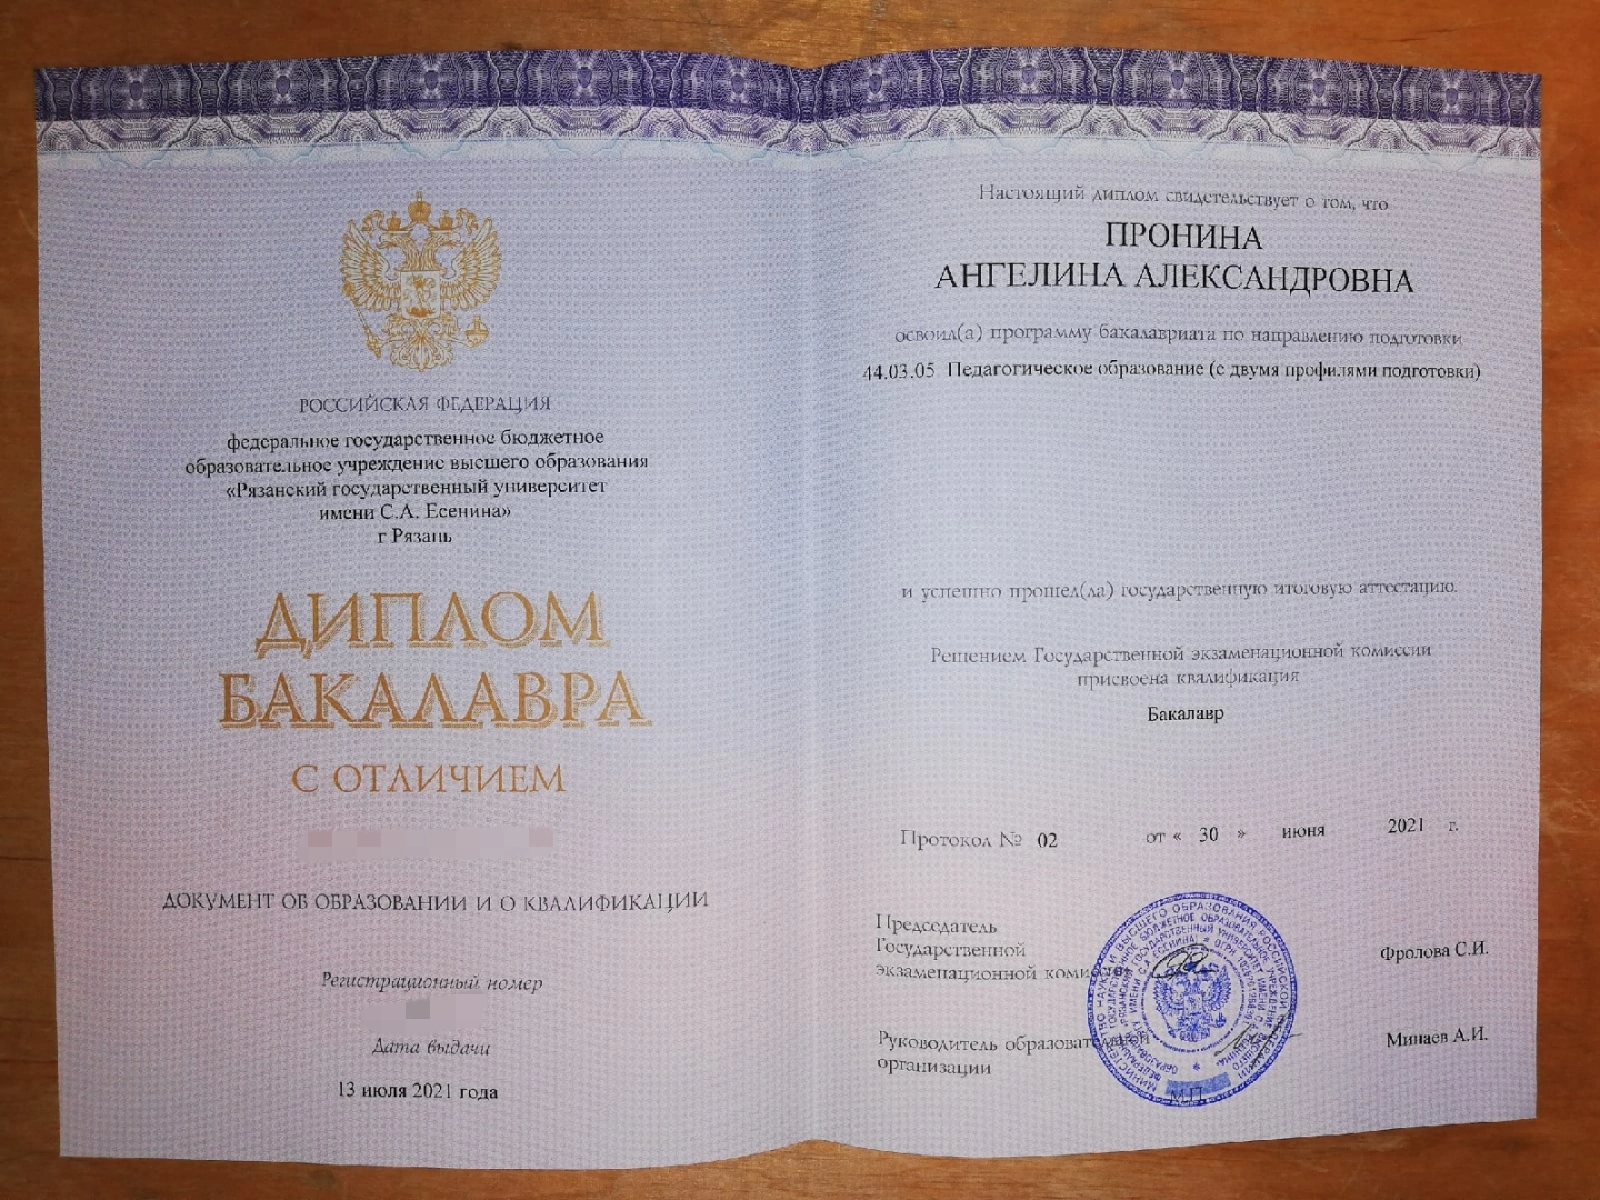 РОССИЙСКАЯ ФЕДЕРАЦИЯ
федеральное государственное бюджетное
образовательное учреждение высшего образования
«Рязанский государственный университет
имени С.А. Есенина»
г Рязань
ДИПЛОМ
БАКАЛАВРА
С ОТЛИЧИЕМ
ДОКУМЕНТ ОБ ОБРАЗОВАНИИ И О КВАЛИФИКАЦИИ
Регистрационный номер
Дата выдачи
13 июля 2021 года
Настоящий диплом свидетельствует о том, что
ПРОНИНА
АНГЕЛИНА АЛЕКСАНДРОВНА
освоил(а) программу бакалавриата по направлению подготовки
44.03.05 Педагогическое образование (с двумя профилями подготовки)
и успешно прошел(ла) государственную итоговую аттестацию.
Решением Государственной экзаменационной комиссии
присвоена квалификация
Бакалавр
Протокол № 02 от « 30 » июня 2021 г.
Председатель
Государственной
экзаменационной комиссии
Фролова С.И.
Руководитель образовательной
организации
Минаев А.И.
М.П.